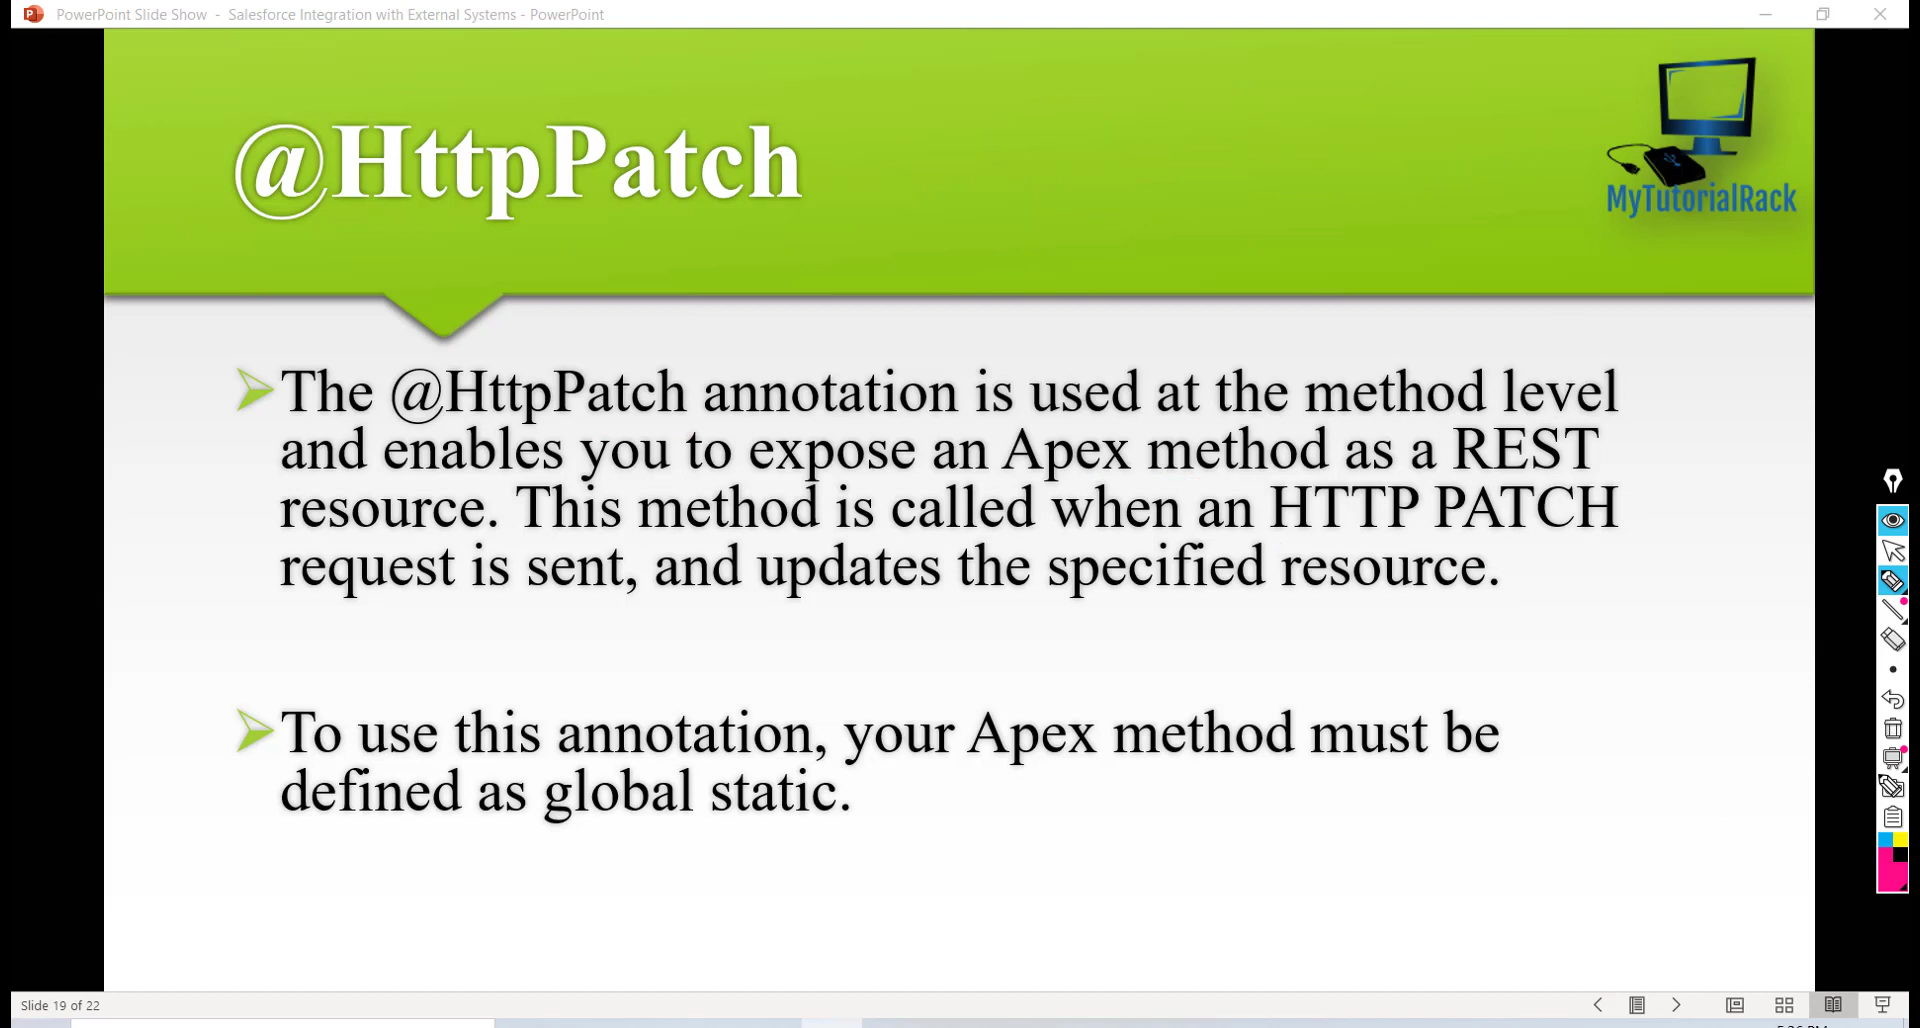 PowerPoint Slide Show - Salesforce Integration with External Systems - PowerPoint
@HttpPatch
MyTutorialRack
The @HttpPatch annotation is used at the method level
and enables you to expose an Apex method as a REST
resource. This method is called when an HTTP PATCH
request is sent, and updates the specified resource.
To use this annotation, your Apex method must be
defined as global static.
Slide 19 of 22